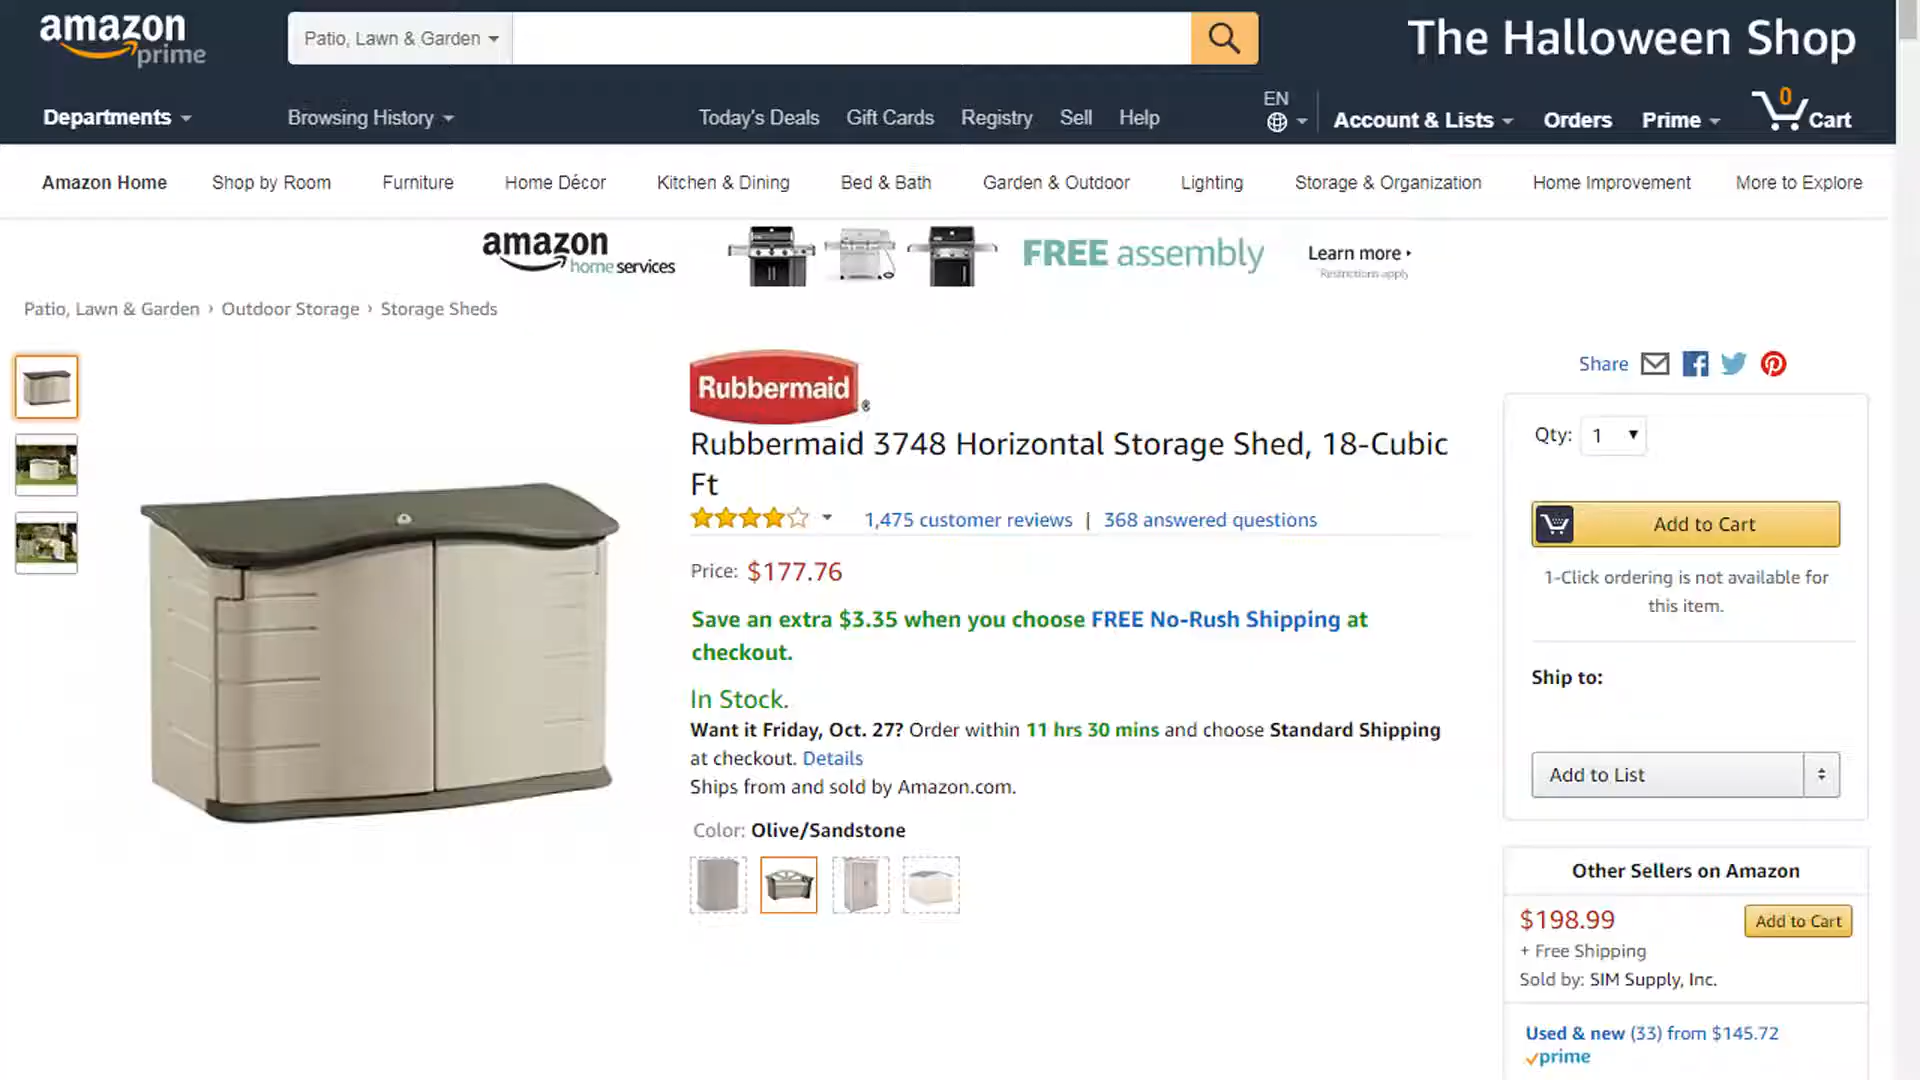 amazon
prime
Patio, Lawn & Garden
The Halloween Shop
Departments
Browsing History
Today's Deals
Gift Cards
Registry
Sell
Help
EN
Account & Lists
Orders
Prime
0
Cart
Amazon Home
Shop by Room
Furniture
Home Décor
Kitchen & Dining
Bed & Bath
Garden & Outdoor
Lighting
Storage & Organization
Home Improvement
More to Explore
amazon
home services
FREE assembly
Learn more
Restrictions apply
Patio, Lawn & Garden › Outdoor Storage › Storage Sheds
Rubbermaid®
Rubbermaid 3748 Horizontal Storage Shed, 18-Cubic
Ft
1,475 customer reviews | 368 answered questions
Price: $177.76
Save an extra $3.35 when you choose FREE No-Rush Shipping at
checkout.
In Stock.
Want it Friday, Oct. 27? Order within 11 hrs 30 mins and choose Standard Shipping
at checkout. Details
Ships from and sold by Amazon.com.
Color: Olive/Sandstone
Share
Qty: 1
Add to Cart
1-Click ordering is not available for
this item.
Ship to:
Add to List
Other Sellers on Amazon
$198.99
Add to Cart
+ Free Shipping
Sold by: SIM Supply, Inc.
Used & new (33) from $145.72
prime